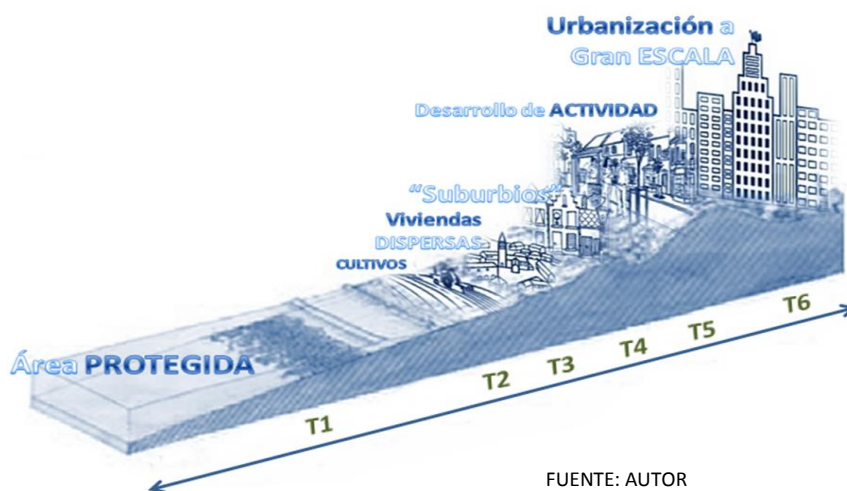 Urbanización a
Gran ESCALA
Desarrollo de ACTIVIDAD
"Suburbios"
Viviendas
DISPERSAS
CULTIVOS
Área PROTEGIDA
T1
T2
T3
T4
T5
T6
FUENTE: AUTOR